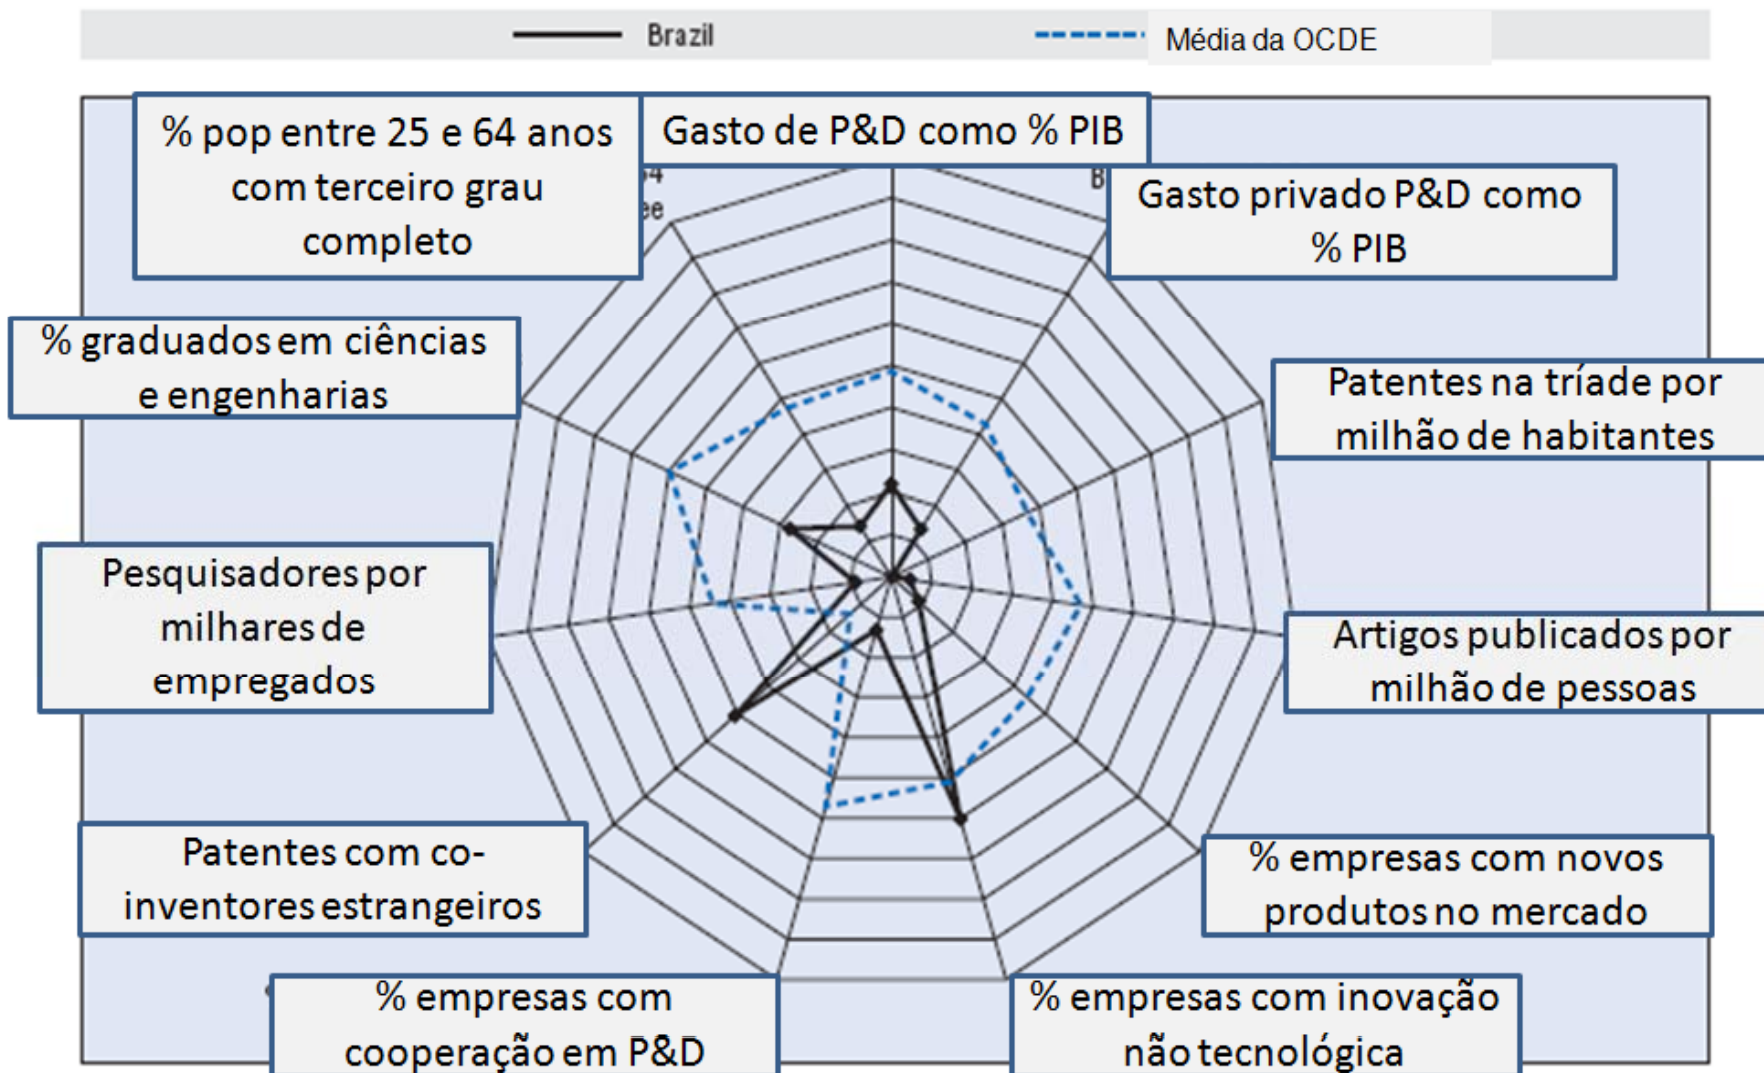 Brazil
Média da OCDE
% pop entre 25 e 64 anos
com terceiro grau
completo
Gasto de P&D como % PIB
64
ee
B
Gasto privado P&D como
% PIB
% graduados em ciências
e engenharias
Patentes na tríade por
milhão de habitantes
Pesquisadores por
milhares de
empregados
Artigos publicados por
milhão de pessoas
Patentes com co-
inventores estrangeiros
% empresas com novos
produtos no mercado
% empresas com
cooperação em P&D
% empresas com inovação
não tecnológica